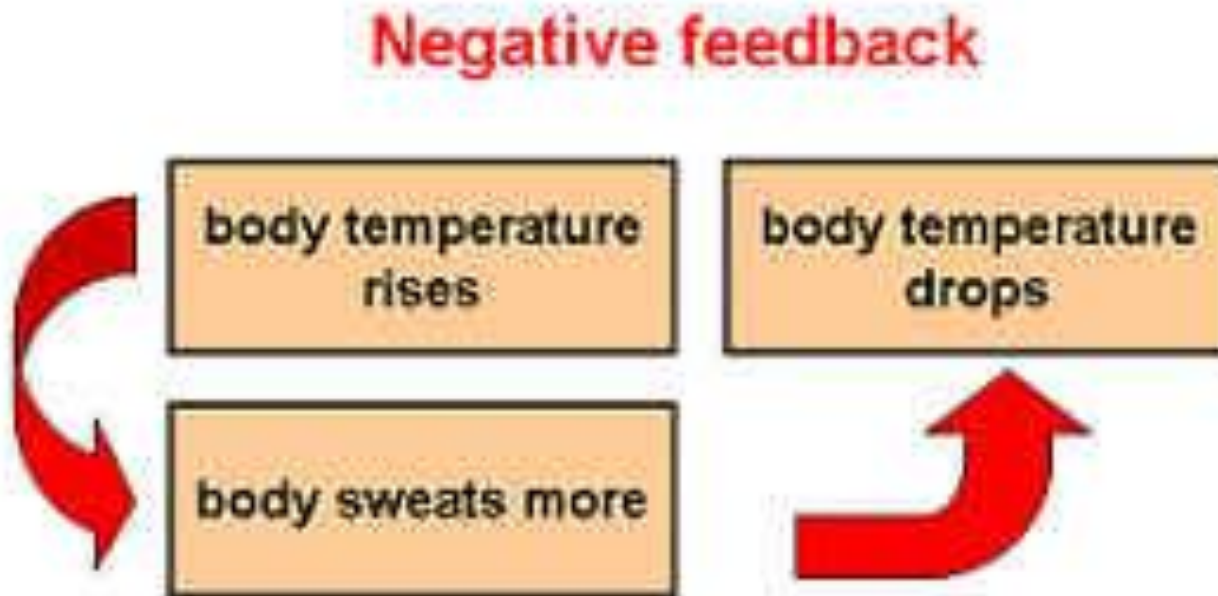 Negative feedback
body temperature
rises
body sweats more
body temperature
drops